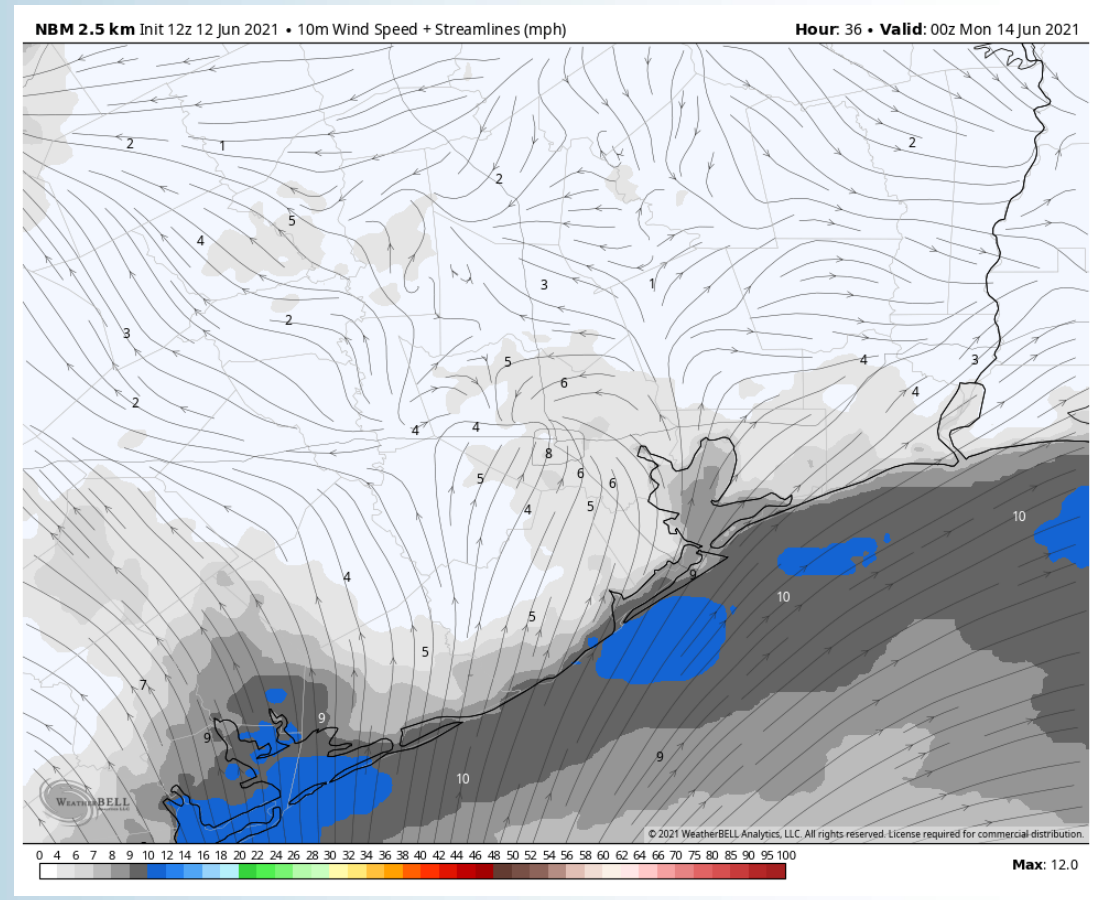 NBM 2.5 km Init 12z 12 Jun 2021 • 10m Wind Speed + Streamlines (mph) Hour: 36 • Valid: 00z Mon 14 Jun 2021
2 1 2
2
5
4
3 1
2
3
5 4 3
6 4
2
4 4
8
5 6 6
4 5 10
4 9
10
5
5
7
9
9
9
10
WEATHERBELL
© 2021 WeatherBELL Analytics, LLC. All rights reserved. License required for commercial distribution.
0 4 6 7 8 9 10 12 14 16 18 20 22 24 26 28 30 32 34 36 38 40 42 44 46 48 50 52 54 56 58 60 62 64 66 70 75 80 85 90 95 100
Max: 12.0